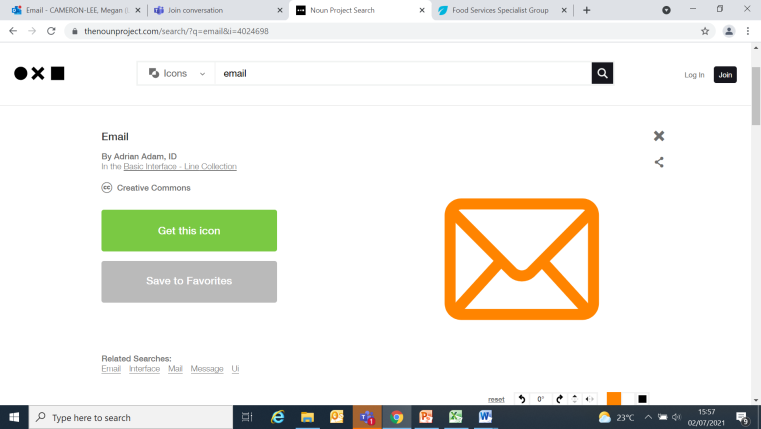 Email - CAMERON-LEE, Megan (
Join conversation
Noun Project Search
Food Services Specialist Group
thenounproject.com/search/?q=email&i=4024698
Icons
email
Log In
Join
Email
By Adrian Adam, ID
In the Basic Interface - Line Collection
cc Creative Commons
Get this icon
Save to Favorites
Related Searches:
Email Interface Mail Message Ui
reset 0°
Type here to search
23°C
15:57
02/07/2021
1
9